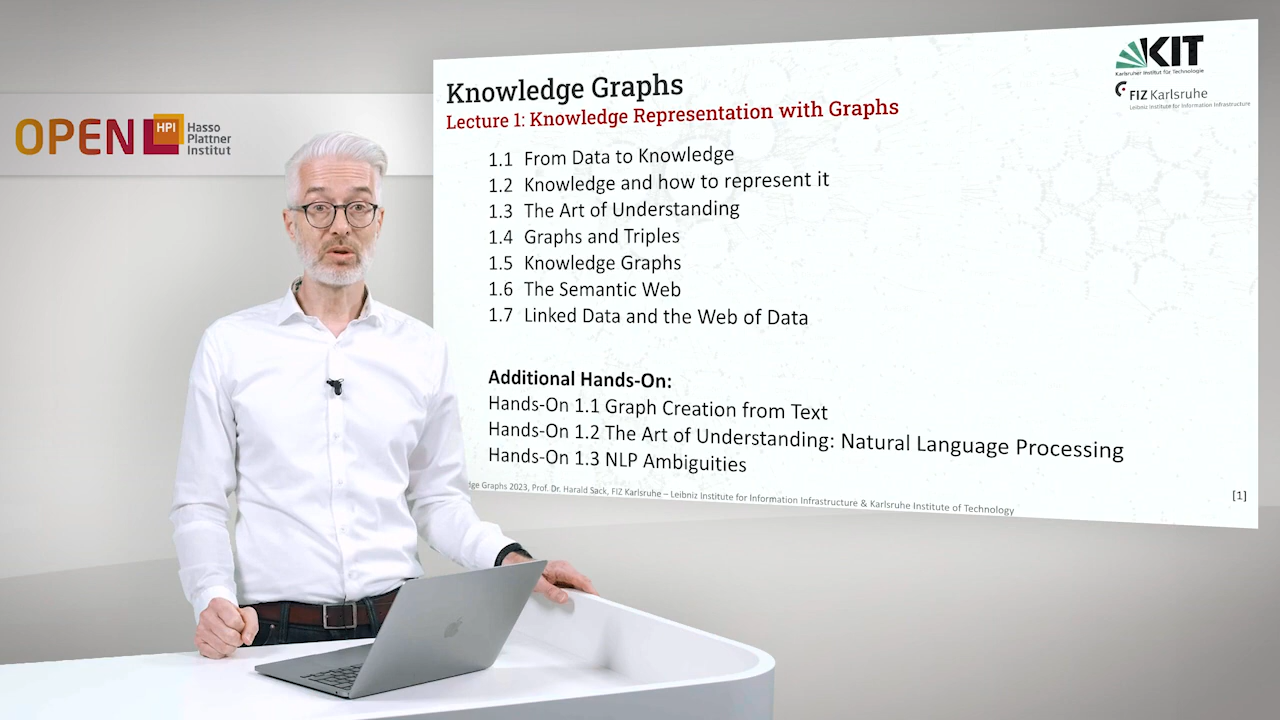 OPEN HPI Hasso
Plattner
Institut
KIT
Karlsruher Institut für Technologie
FIZ Karlsruhe
Leibniz Institute for Information Infrastructure
Knowledge Graphs
Lecture 1: Knowledge Representation with Graphs
1.1 From Data to Knowledge
1.2 Knowledge and how to represent it
1.3 The Art of Understanding
1.4 Graphs and Triples
1.5 Knowledge Graphs
1.6 The Semantic Web
1.7 Linked Data and the Web of Data
Additional Hands-On:
Hands-On 1.1 Graph Creation from Text
Hands-On 1.2 The Art of Understanding: Natural Language Processing
Hands-On 1.3 NLP Ambiguities
dge Graphs 2023, Prof. Dr. Harald Sack, FIZ Karlsruhe – Leibniz Institute for Information Infrastructure & Karlsruhe Institute of Technology
[1]